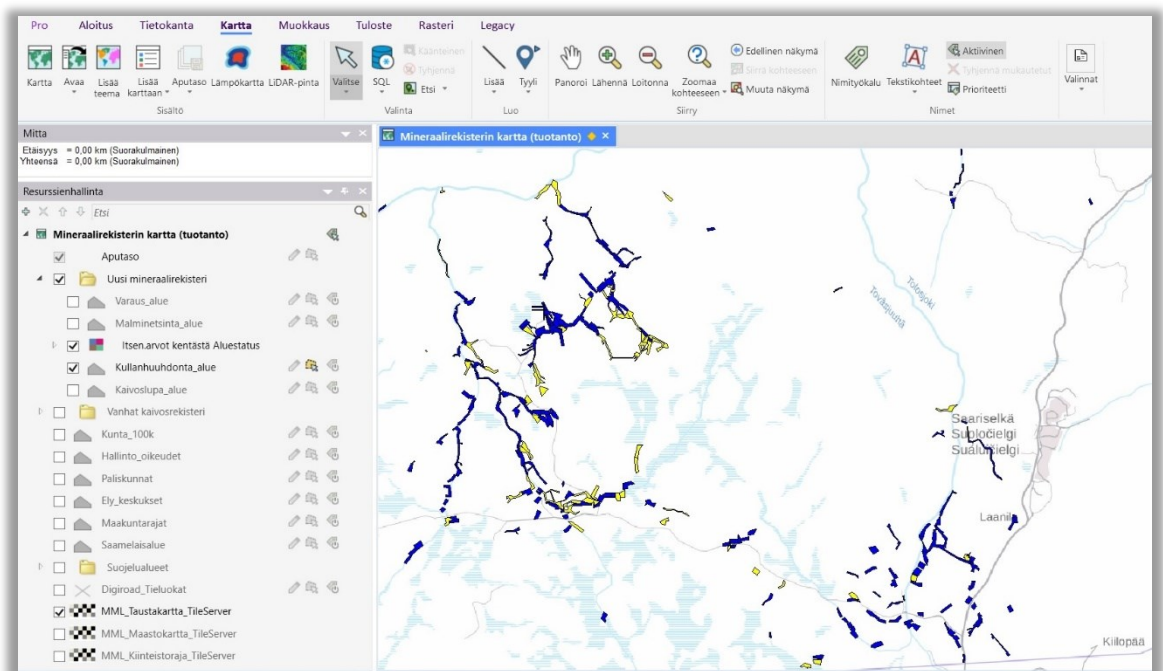 Pro Aloitus Tietokanta Kartta Muokkaus Tuloste Rasteri Legacy
Kartta Avaa Lisää teema Lisää karttaan Aputaso Lämpökartta LiDAR-pinta
Sisältö
Valitse SQL Käänteinen Tyhjennä Etsi
Valinta
Lisää Tyyli
Luo
Panoroi Lähennä Loitonna Zoomaa kohteeseen Edellinen näkymä Siirrä kohteeseen Muuta näkymä
Siirry
Nimityökalu Tekstikohteet Aktiivinen Tyhjennä mukautetut Prioriteetti
Nimet
Valinnat
Mitta
Etäisyys = 0,00 km (Suorakulmainen)
Yhteensä = 0,00 km (Suorakulmainen)
Resurssienhallinta
Etsi
Mineraalirekisterin kartta (tuotanto)
Aputaso
Uusi mineraalirekisteri
Varaus_alue
Malminetsinta_alue
Itsen.arvot kentästä Aluestatus
Kullanhuuhdonta_alue
Kaivoslupa_alue
Vanhat kaivosrekisteri
Kunta_100k
Hallinto_oikeudet
Paliskunnat
Ely_keskukset
Maakuntarajat
Saamelaisalue
Suojelualueet
Digiroad_Tieluokat
MML_Taustakartta_TileServer
MML_Maastokartta_TileServer
MML_Kiinteistoraja_TileServer
Mineraalirekisterin kartta (tuotanto)
Tolosjoki
Saariselkä
Laanila
Kiilopää